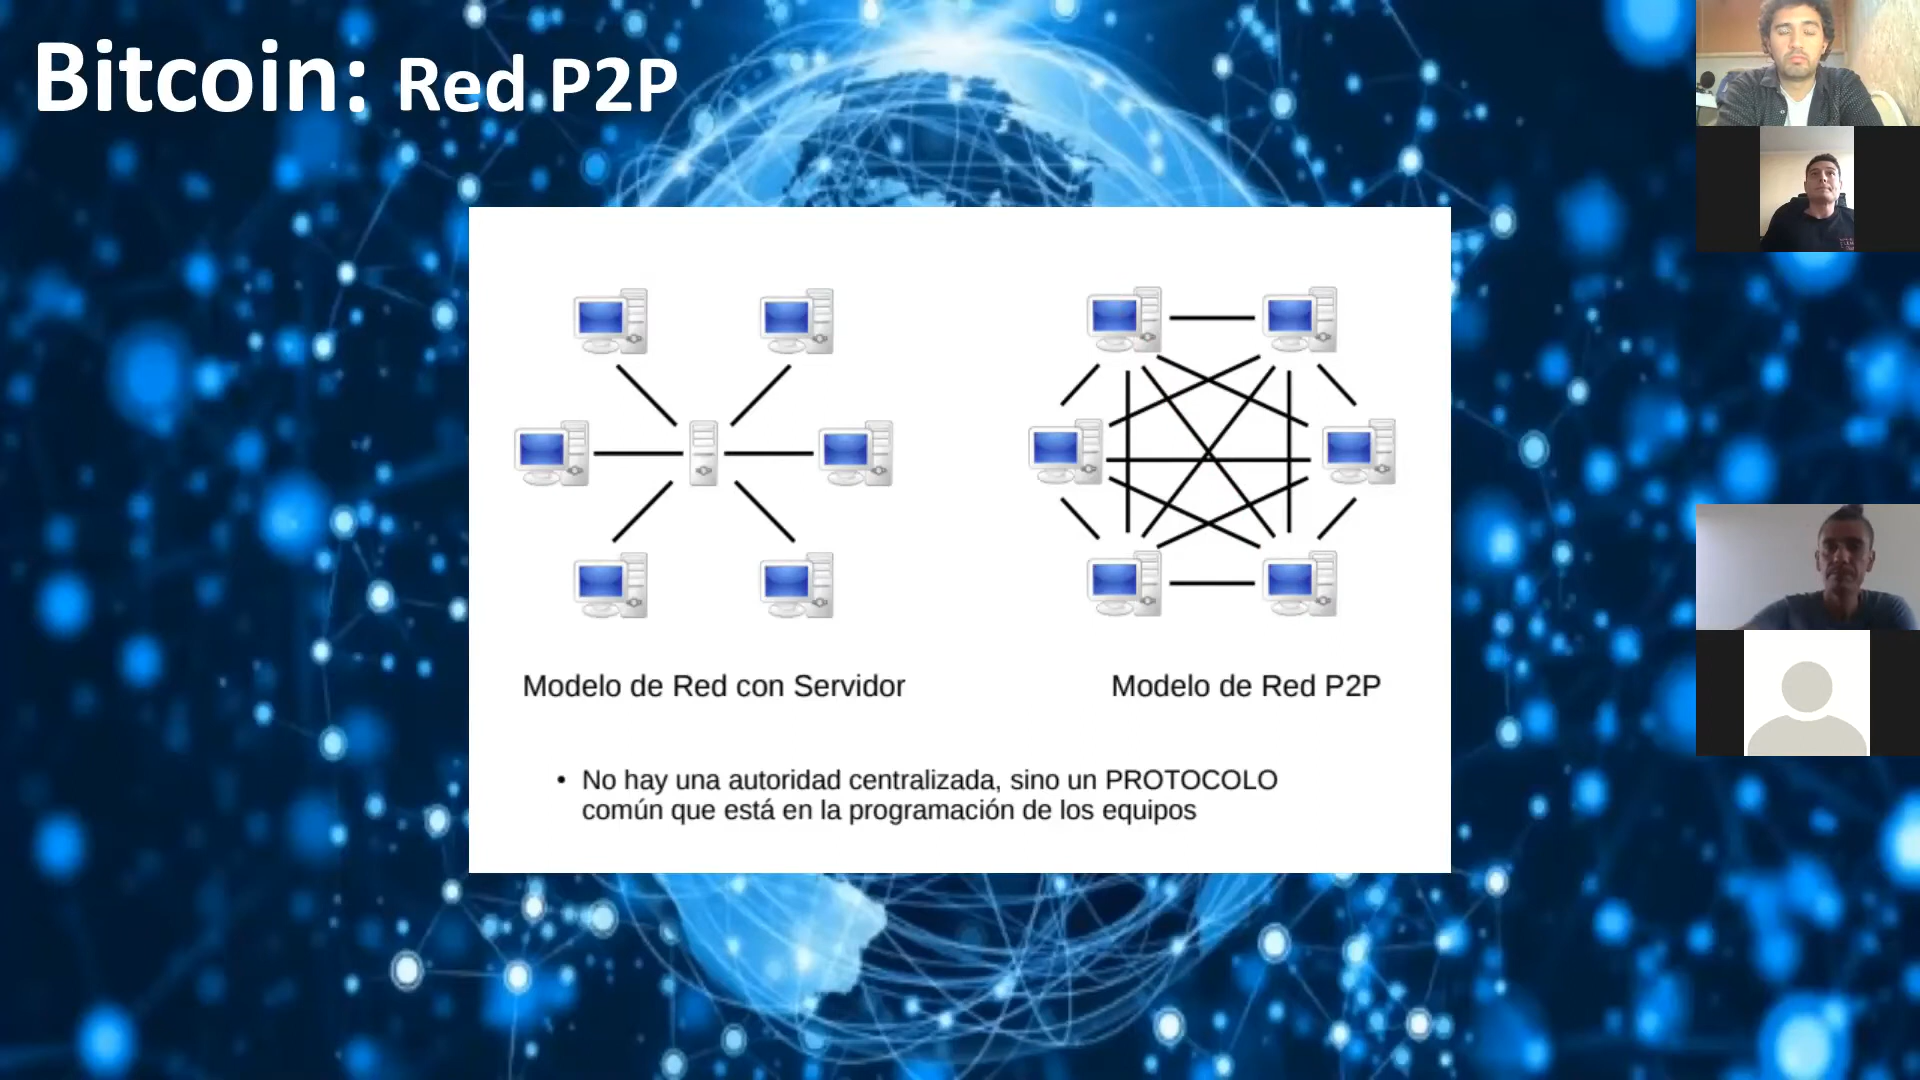 Bitcoin: Red P2P
Modelo de Red con Servidor
Modelo de Red P2P
• No hay una autoridad centralizada, sino un PROTOCOLO
común que está en la programación de los equipos